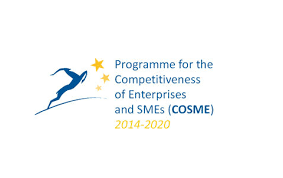 Programme for the
Competitiveness
of Enterprises
and SMEs (COSME)
2014-2020